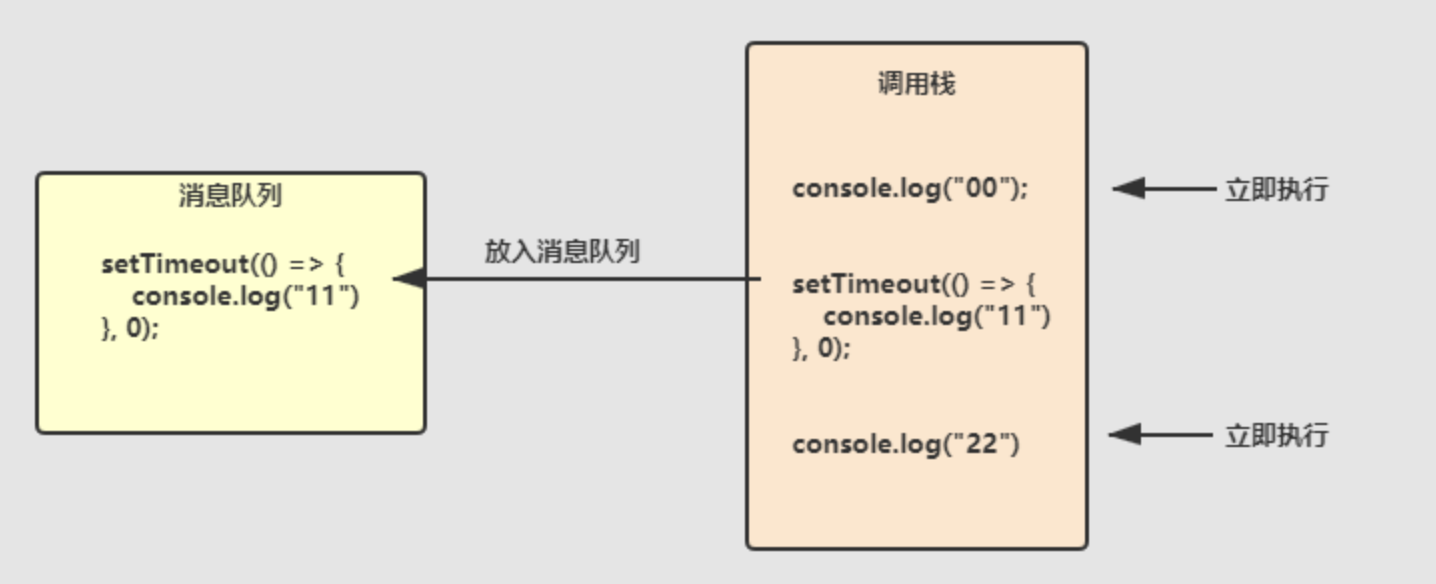 消息队列
setTimeout(() => {
console.log("11")
}, 0);
放入消息队列
调用栈
console.log("00");
立即执行
setTimeout(() => {
console.log("11")
}, 0);
console.log("22")
立即执行